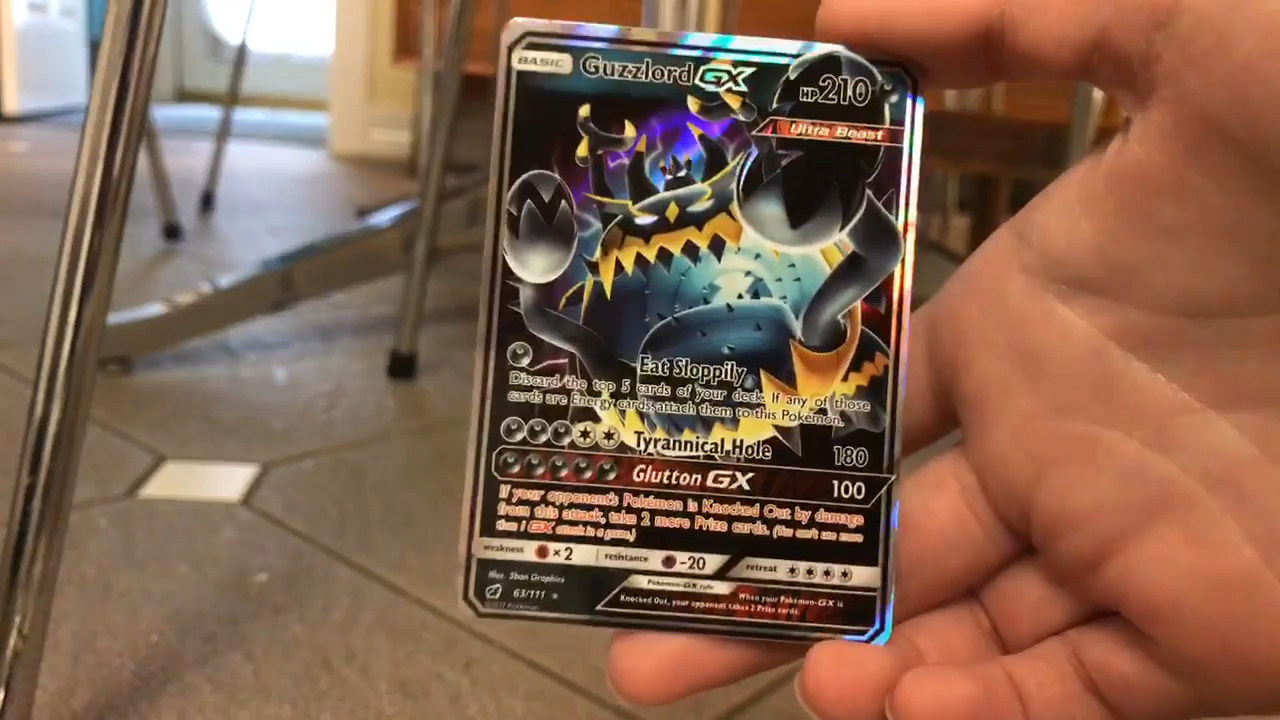 BASIC Guzzlord GX HP210
Ultra Beast
Eat Sloppily
Discard the top 5 cards of your deck. If any of those
cards are Energy cards, attach them to this Pokémon.
Tyrannical Hole 180
Glutton GX 100
If your opponent's Pokémon is Knocked Out by damage
from this attack, take 2 more Prize cards. (You can't use more
than 1 GX attack in a game.)
weakness ×2 resistance -20 retreat
Illus. 5ban Graphics
Pokémon-GX rule
When your Pokémon-GX is
63/111
Knocked Out, your opponent takes 2 Prize cards.